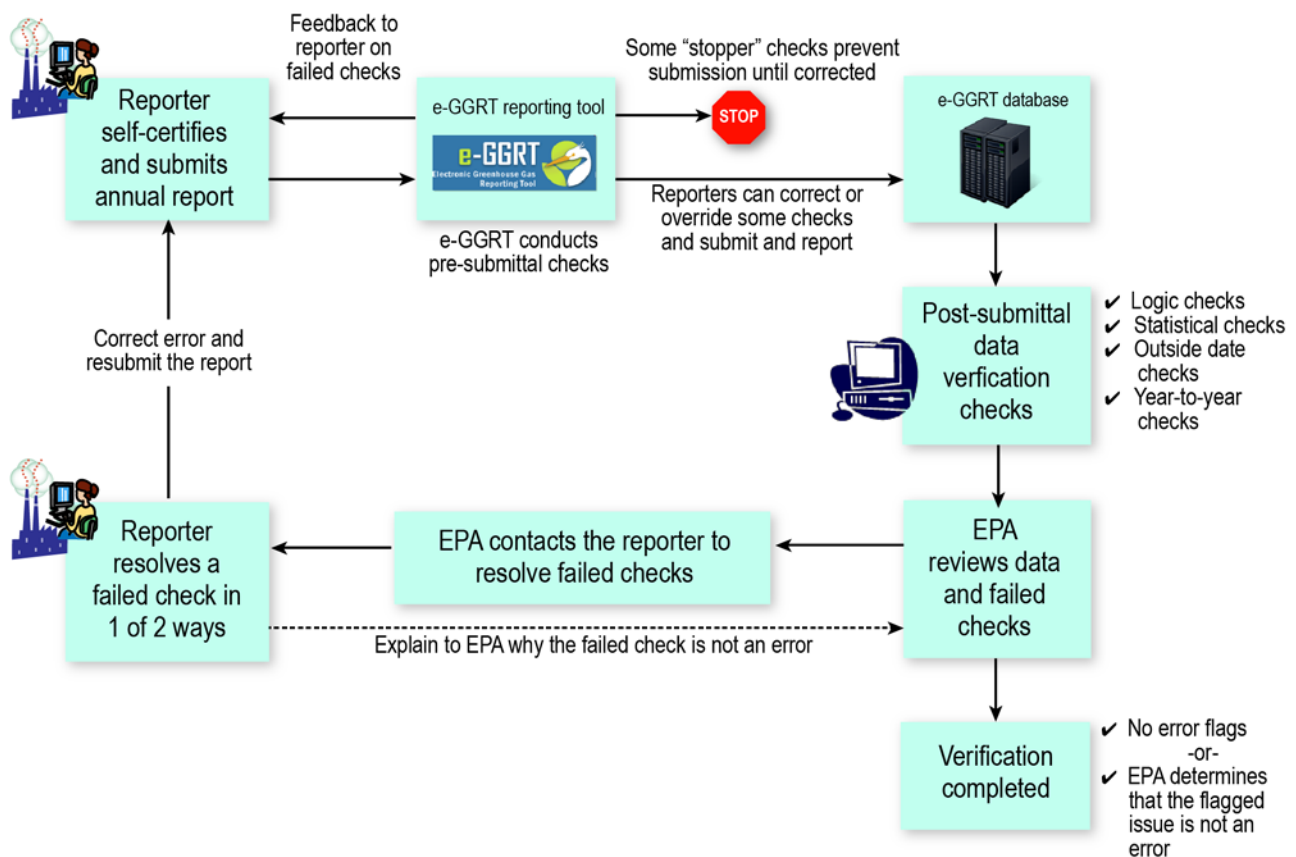 Feedback to
reporter on
failed checks
Some “stopper” checks prevent
submission until corrected
Reporter
self-certifies
and submits
annual report
e-GGRT reporting tool
e-GGRT
Electronic Greenhouse Gas
Reporting Tool
STOP
e-GGRT database
Reporters can correct or
override some checks
and submit and report
e-GGRT conducts
pre-submittal checks
Correct error and
resubmit the report
Post-submittal
data
verfication
checks
✔ Logic checks
✔ Statistical checks
✔ Outside date
checks
✔ Year-to-year
checks
Reporter
resolves a
failed check in
1 of 2 ways
EPA contacts the reporter to
resolve failed checks
EPA
reviews data
and failed
checks
Explain to EPA why the failed check is not an error
Verification
completed
✔ No error flags
-or-
✔ EPA determines
that the flagged
issue is not an
error